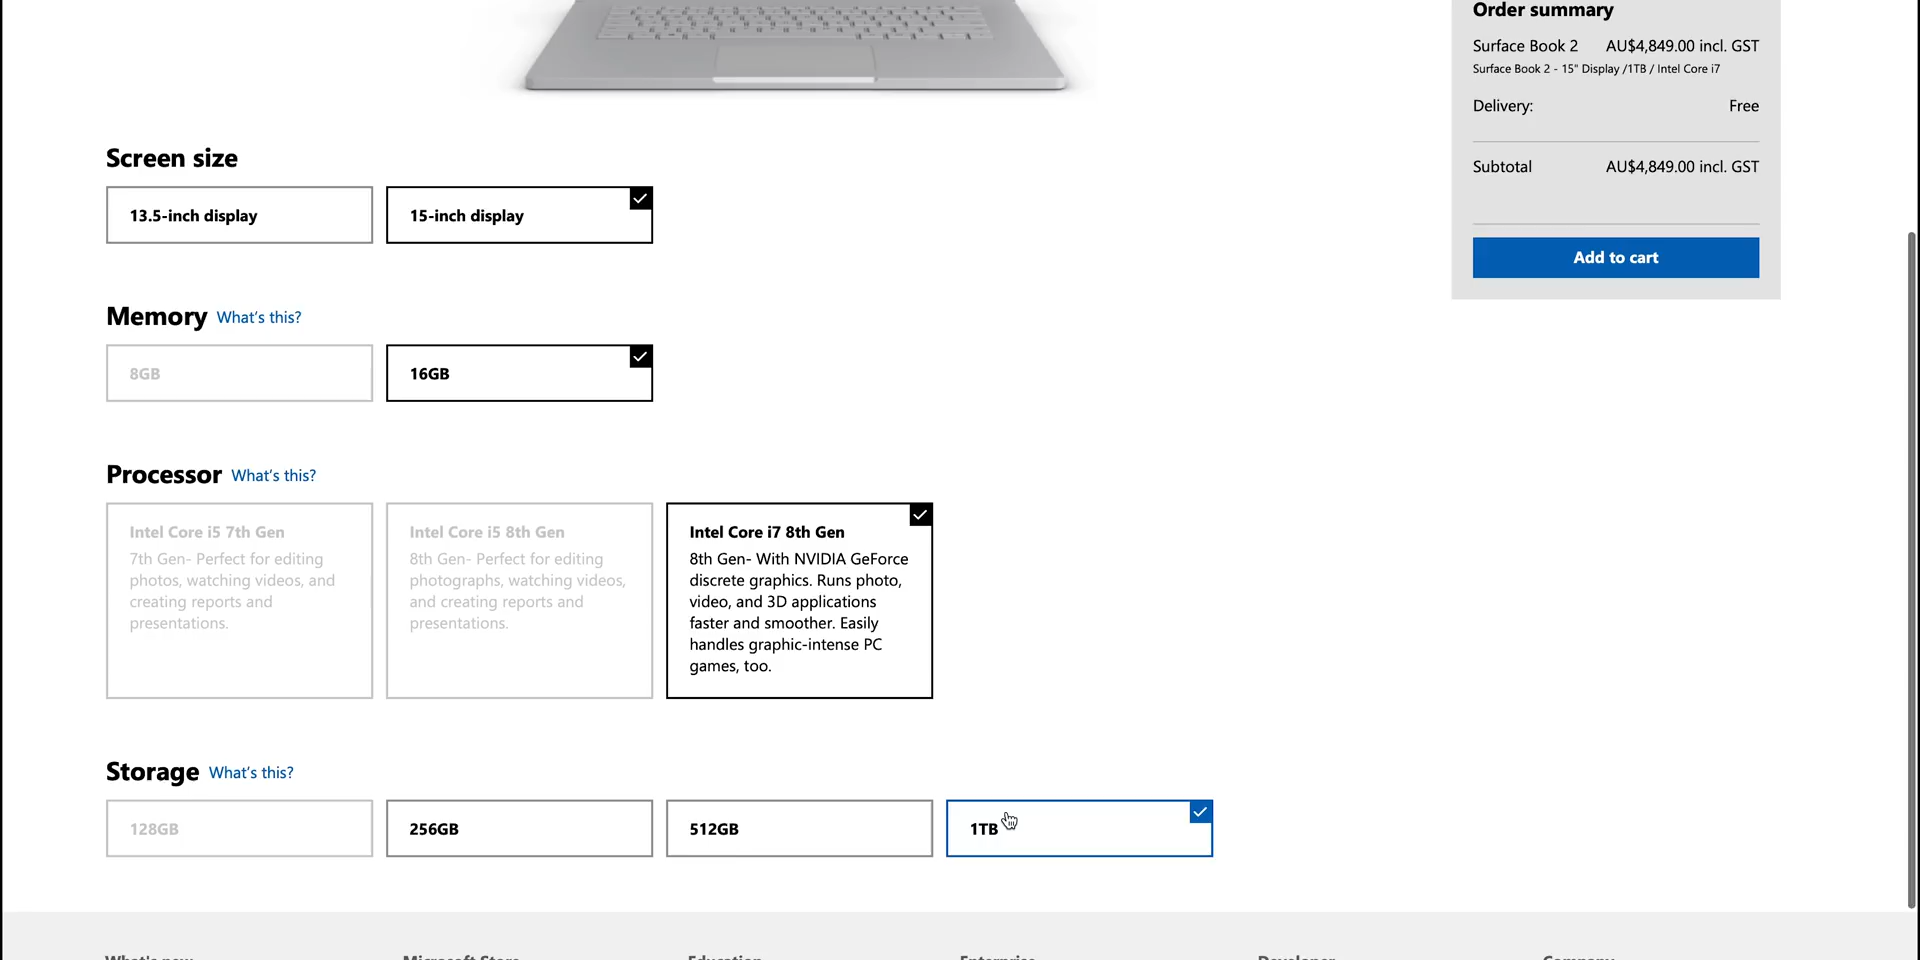 Order summary
Surface Book 2 AU$4,849.00 incl. GST
Surface Book 2 - 15" Display /1TB / Intel Core i7
Delivery: Free
Subtotal AU$4,849.00 incl. GST
Add to cart
Screen size
13.5-inch display
15-inch display
Memory What's this?
8GB
16GB
Processor What's this?
Intel Core i5 7th Gen
7th Gen- Perfect for editing
photos, watching videos, and
creating reports and
presentations.
Intel Core i5 8th Gen
8th Gen- Perfect for editing
photographs, watching videos,
and creating reports and
presentations.
Intel Core i7 8th Gen
8th Gen- With NVIDIA GeForce
discrete graphics. Runs photo,
video, and 3D applications
faster and smoother. Easily
handles graphic-intense PC
games, too.
Storage What's this?
128GB
256GB
512GB
1TB
What's new
Microsoft Store
Education
Enterprise
Developer
Company